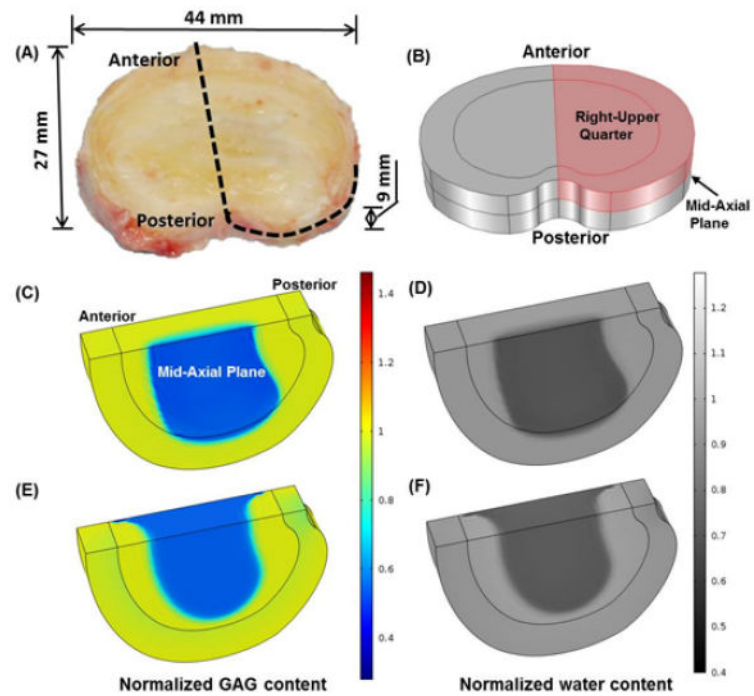 44 mm
(A)
Anterior
27 mm
Posterior
9 mm
(B)
Anterior
Right-Upper
Quarter
Mid-Axial
Plane
Posterior
(C)
Anterior
Posterior
Mid-Axial Plane
1.4
1.2
1
0.8
0.6
0.4
(D)
1.2
1.1
1
0.9
0.8
0.7
0.6
0.5
0.4
(E)
(F)
Normalized GAG content
Normalized water content